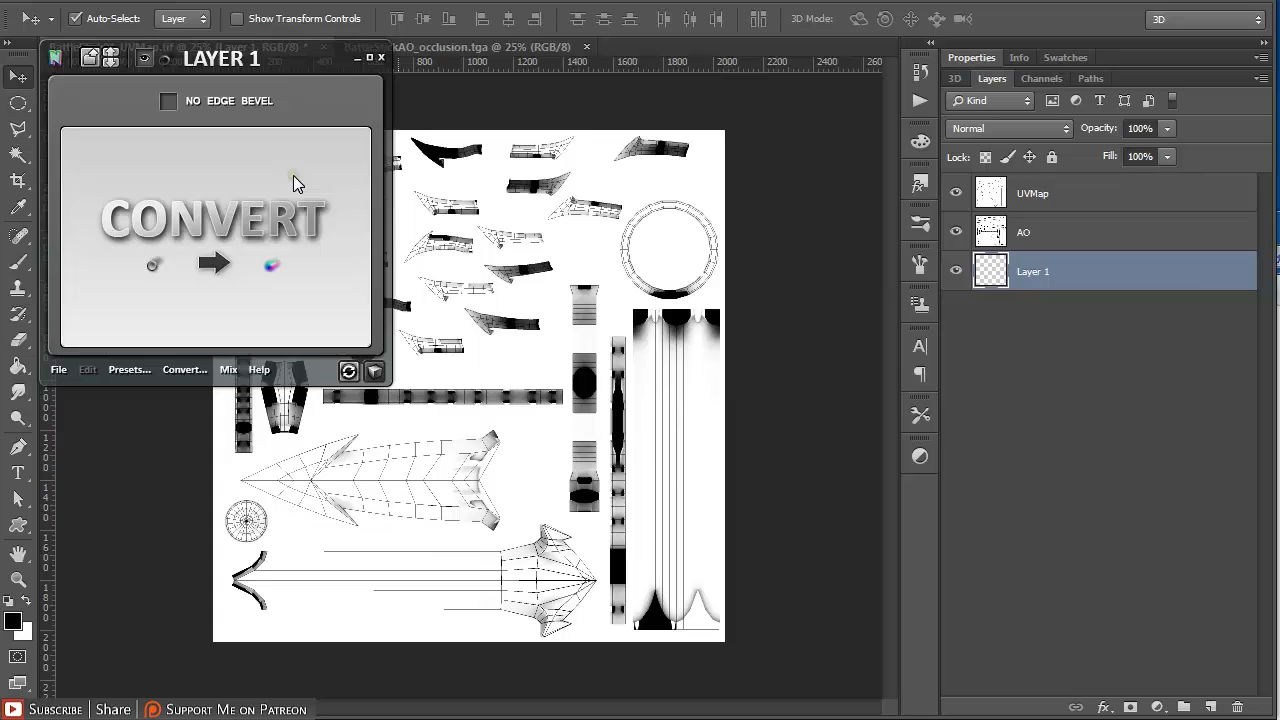 Auto-Select: Layer Show Transform Controls 3D Mode: 3D
StickAO_occlusion.tga @ 25% (RGB/8) ×
LAYER 1
800 1000 1200 1400 1600 1800 2000 2200 2400 260
NO EDGE BEVEL
CONVERT
File Edit Presets... Convert... Mix Help
Properties Info Swatches
3D Layers Channels Paths
Kind
Normal Opacity: 100%
Lock: Fill: 100%
UVMap
AO
Layer 1
Subscribe Share Support Me on Patreon